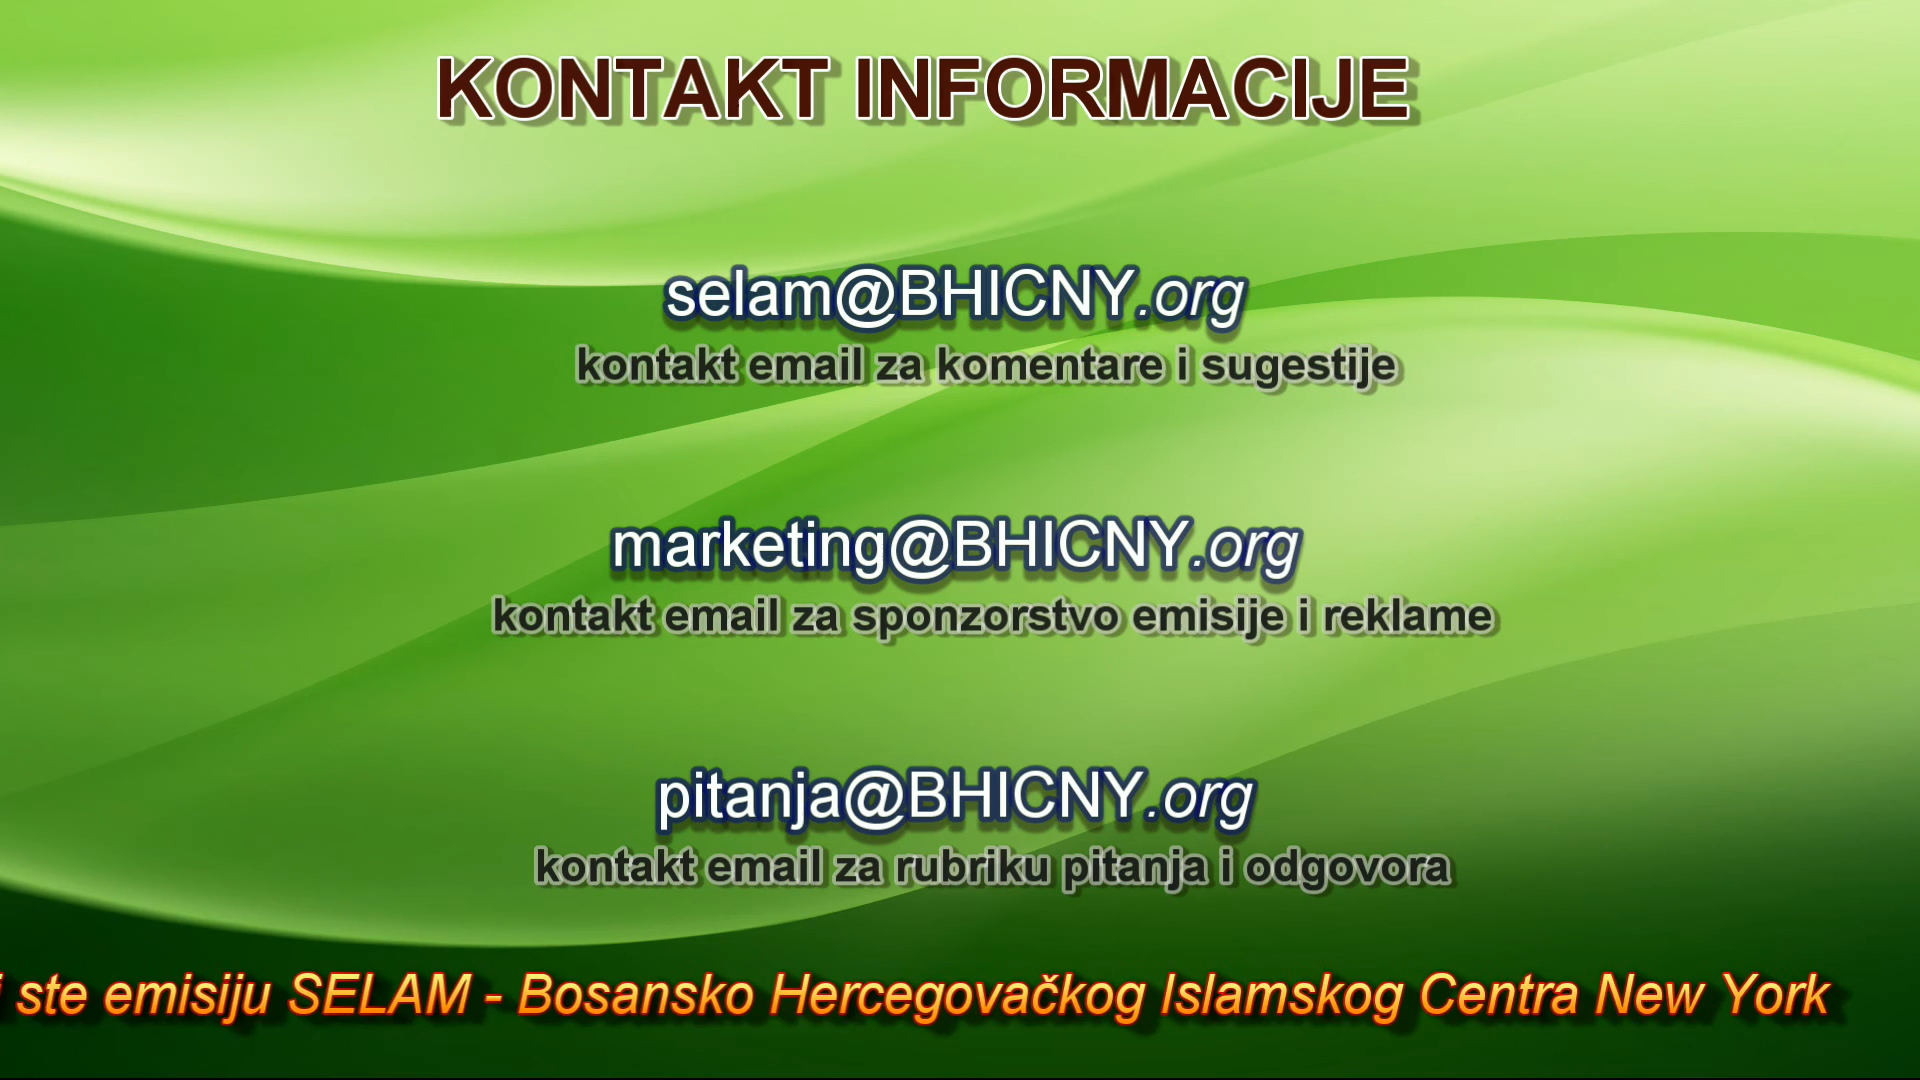 KONTAKT INFORMACIJE
selam@BHICNY.org
kontakt email za komentare i sugestije
marketing@BHICNY.org
kontakt email za sponzorstvo emisije i reklame
pitanja@BHICNY.org
kontakt email za rubriku pitanja i odgovora
ste emisiju SELAM - Bosansko Hercegovačkog Islamskog Centra New York